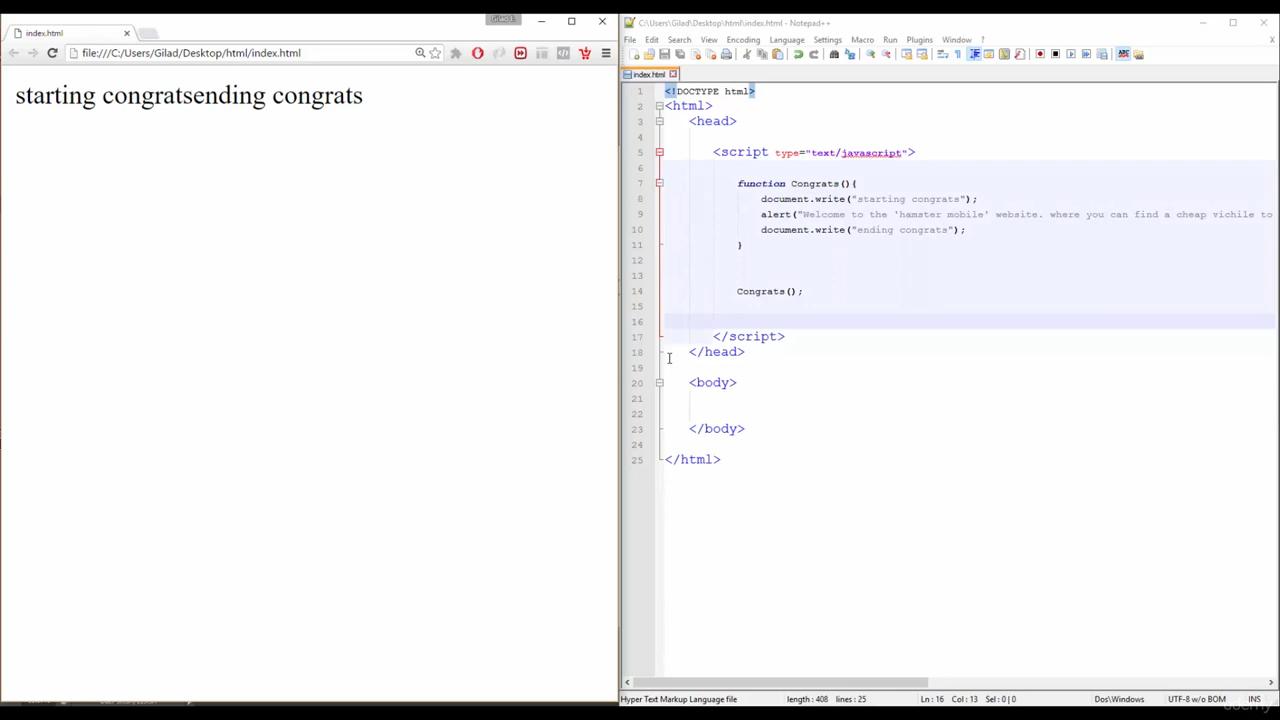 Gilad E.
index.html
file:///C:/Users/Gilad/Desktop/html/index.html
starting congratsending congrats
C:\Users\Gilad\Desktop\html\index.html - Notepad++
File Edit Search View Encoding Language Settings Macro Run Plugins Window ? X
index.html
1 <!DOCTYPE html>
2 <html>
3 <head>
4
5 <script type="text/javascript">
6
7 function Congrats(){
8 document.write("starting congrats");
9 alert("Welcome to the 'hamster mobile' website. where you can find a cheap vichile to
10 document.write("ending congrats");
11 }
12
13
14 Congrats();
15
16
17 </script>
18 </head>
19
20 <body>
21
22
23 </body>
24
25 </html>
Hyper Text Markup Language file length : 408 lines : 25 Ln : 16 Col : 13 Sel : 0 | 0 Dos\Windows UTF-8 w/o BOM INS
udemy